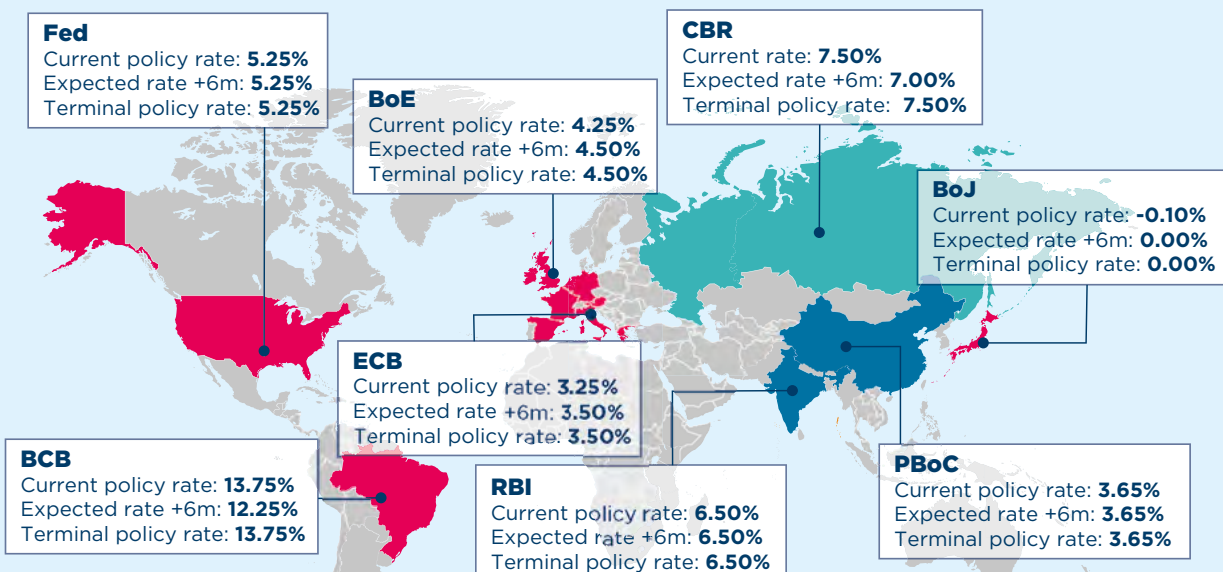 Fed
Current policy rate: 5.25%
Expected rate +6m: 5.25%
Terminal policy rate: 5.25%
BoE
Current policy rate: 4.25%
Expected rate +6m: 4.50%
Terminal policy rate: 4.50%
CBR
Current rate: 7.50%
Expected rate +6m: 7.00%
Terminal policy rate: 7.50%
BoJ
Current policy rate: -0.10%
Expected rate +6m: 0.00%
Terminal policy rate: 0.00%
ECB
Current policy rate: 3.25%
Expected rate +6m: 3.50%
Terminal policy rate: 3.50%
BCB
Current policy rate: 13.75%
Expected rate +6m: 12.25%
Terminal policy rate: 13.75%
RBI
Current policy rate: 6.50%
Expected rate +6m: 6.50%
Terminal policy rate: 6.50%
PBoC
Current policy rate: 3.65%
Expected rate +6m: 3.65%
Terminal policy rate: 3.65%